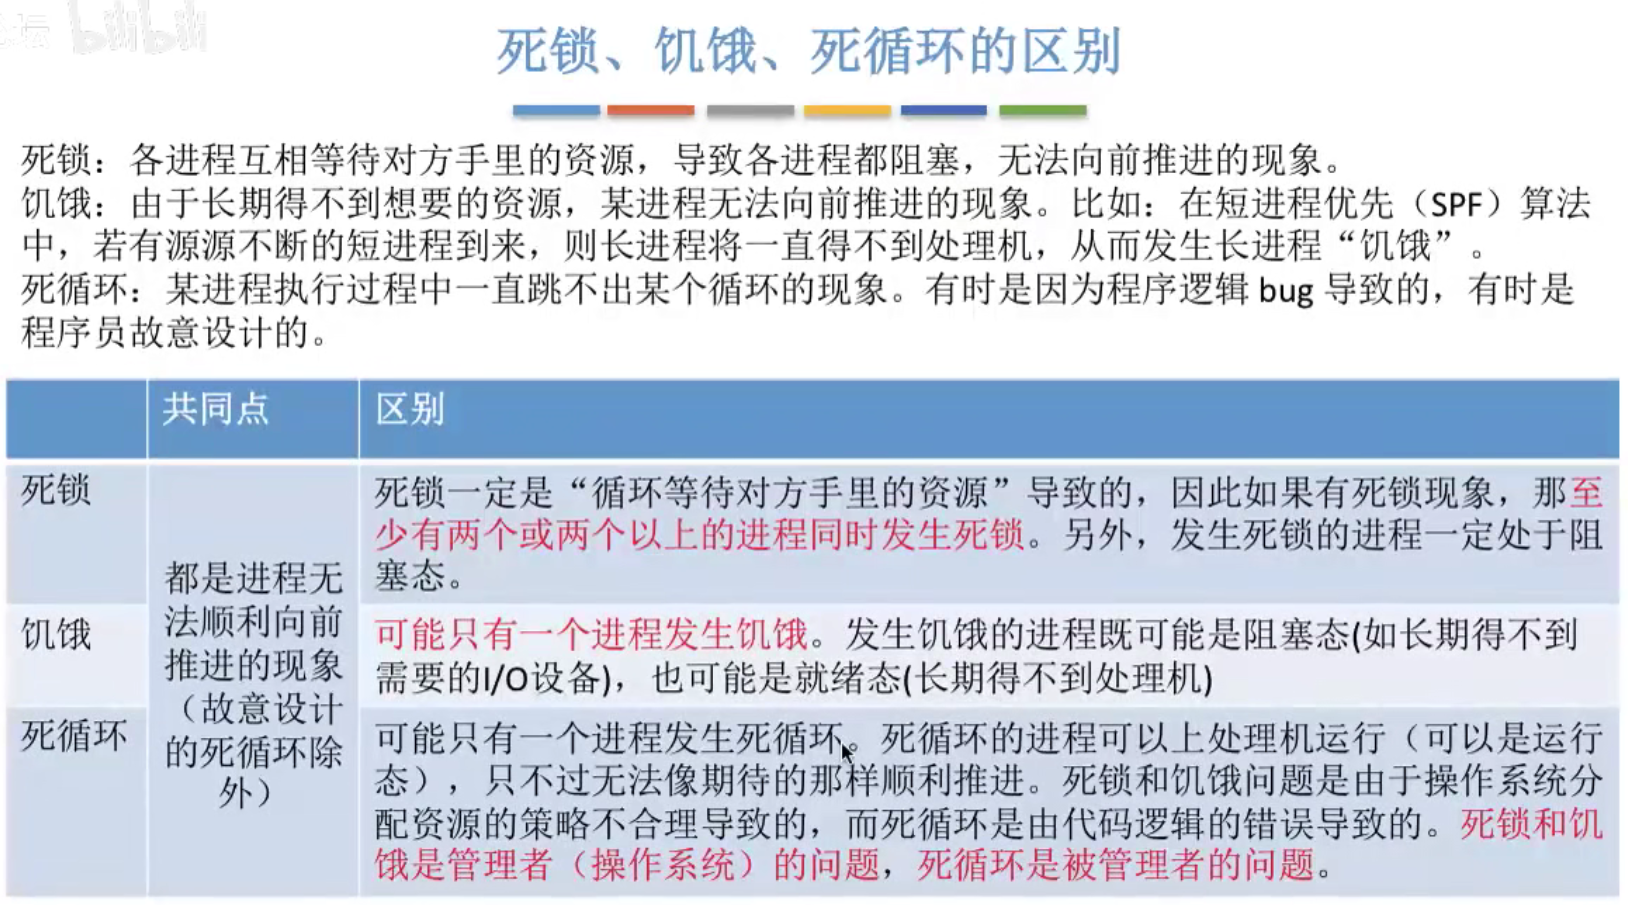 坛 bilibili
死锁、饥饿、死循环的区别
死锁：各进程互相等待对方手里的资源，导致各进程都阻塞，无法向前推进的现象。
饥饿：由于长期得不到想要的资源，某进程无法向前推进的现象。比如：在短进程优先（SPF）算法
中，若有源源不断的短进程到来，则长进程将一直得不到处理机，从而发生长进程“饥饿”。
死循环：某进程执行过程中一直跳不出某个循环的现象。有时是因为程序逻辑 bug 导致的，有时是
程序员故意设计的。
共同点
区别
死锁
都是进程无
法顺利向前
推进的现象
（故意设计
的死循环除
外）
死锁一定是“循环等待对方手里的资源”导致的，因此如果有死锁现象，那至
少有两个或两个以上的进程同时发生死锁。另外，发生死锁的进程一定处于阻
塞态。
饥饿
可能只有一个进程发生饥饿。发生饥饿的进程既可能是阻塞态(如长期得不到
需要的I/O设备)，也可能是就绪态(长期得不到处理机)
死循环
可能只有一个进程发生死循环。死循环的进程可以上处理机运行（可以是运行
态），只不过无法像期待的那样顺利推进。死锁和饥饿问题是由于操作系统分
配资源的策略不合理导致的，而死循环是由代码逻辑的错误导致的。死锁和饥
饿是管理者（操作系统）的问题，死循环是被管理者的问题。